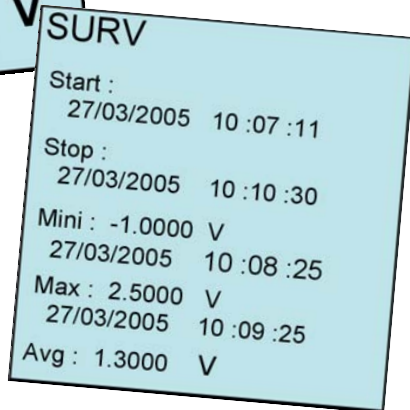 V
SURV
Start :
27/03/2005 10 :07 :11
Stop :
27/03/2005 10 :10 :30
Mini : -1.0000 V
27/03/2005 10 :08 :25
Max : 2.5000 V
27/03/2005 10 :09 :25
Avg : 1.3000 V